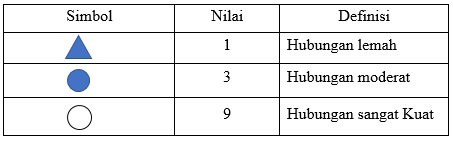 Simbol Nilai Definisi
1 Hubungan lemah
3 Hubungan moderat
9 Hubungan sangat Kuat